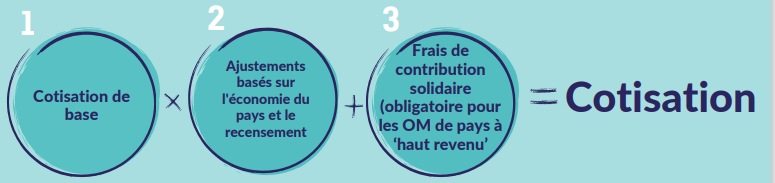 1
Cotisation de
base
×
2
Ajustements
basés sur
l'économie du
pays et le
recensement
+
3
Frais de
contribution
solidaire
(obligatoire pour
les OM de pays à
‘haut revenu’
= Cotisation